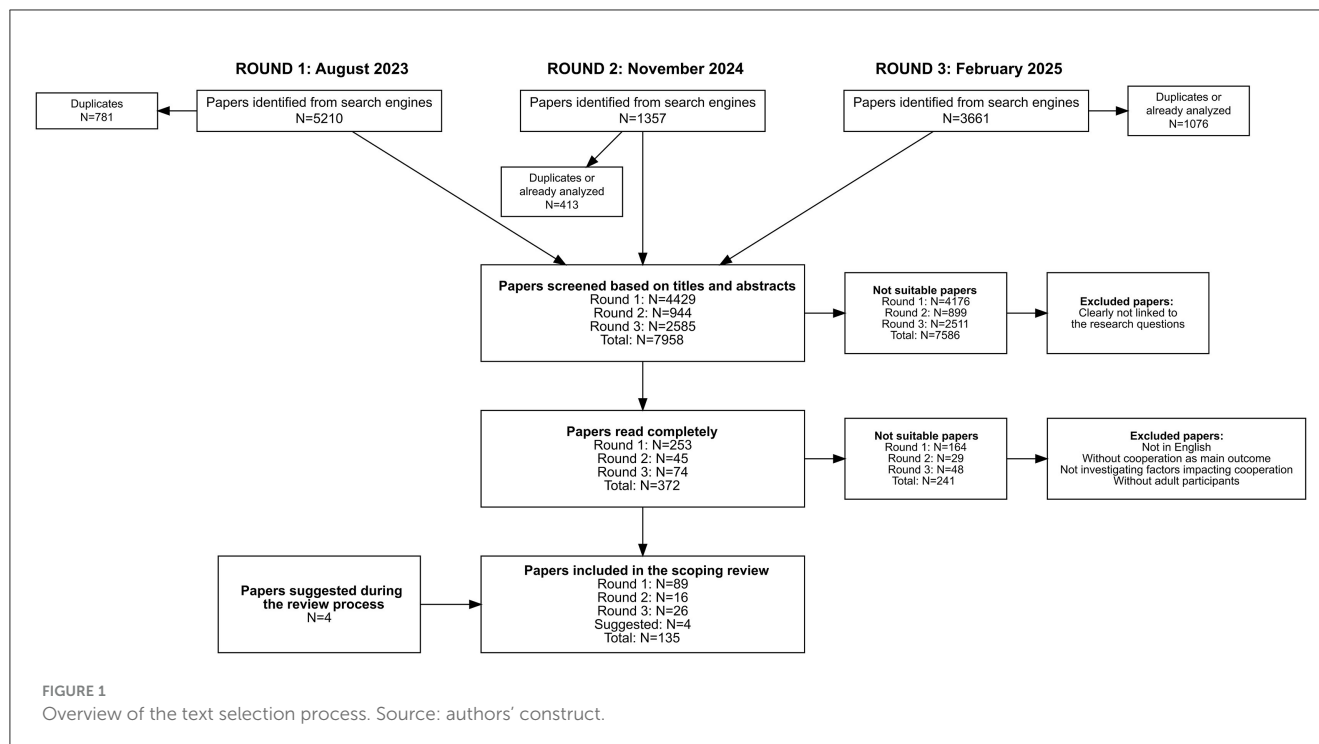 ROUND 1: August 2023
ROUND 2: November 2024
ROUND 3: February 2025
Duplicates
N=781
Papers identified from search engines
N=5210
Papers identified from search engines
N=1357
Papers identified from search engines
N=3661
Duplicates or
already analyzed
N=1076
Duplicates or
already analyzed
N=413
Papers screened based on titles and abstracts
Round 1: N=4429
Round 2: N=944
Round 3: N=2585
Total: N=7958
Not suitable papers
Round 1: N=4176
Round 2: N=899
Round 3: N=2511
Total: N=7586
Excluded papers:
Clearly not linked to
the research questions
Papers read completely
Round 1: N=253
Round 2: N=45
Round 3: N=74
Total: N=372
Not suitable papers
Round 1: N=164
Round 2: N=29
Round 3: N=48
Total: N=241
Excluded papers:
Not in English
Without cooperation as main outcome
Not investigating factors impacting cooperation
Without adult participants
Papers suggested during
the review process
N=4
Papers included in the scoping review
Round 1: N=89
Round 2: N=16
Round 3: N=26
Suggested: N=4
Total: N=135
FIGURE 1
Overview of the text selection process. Source: authors' construct.